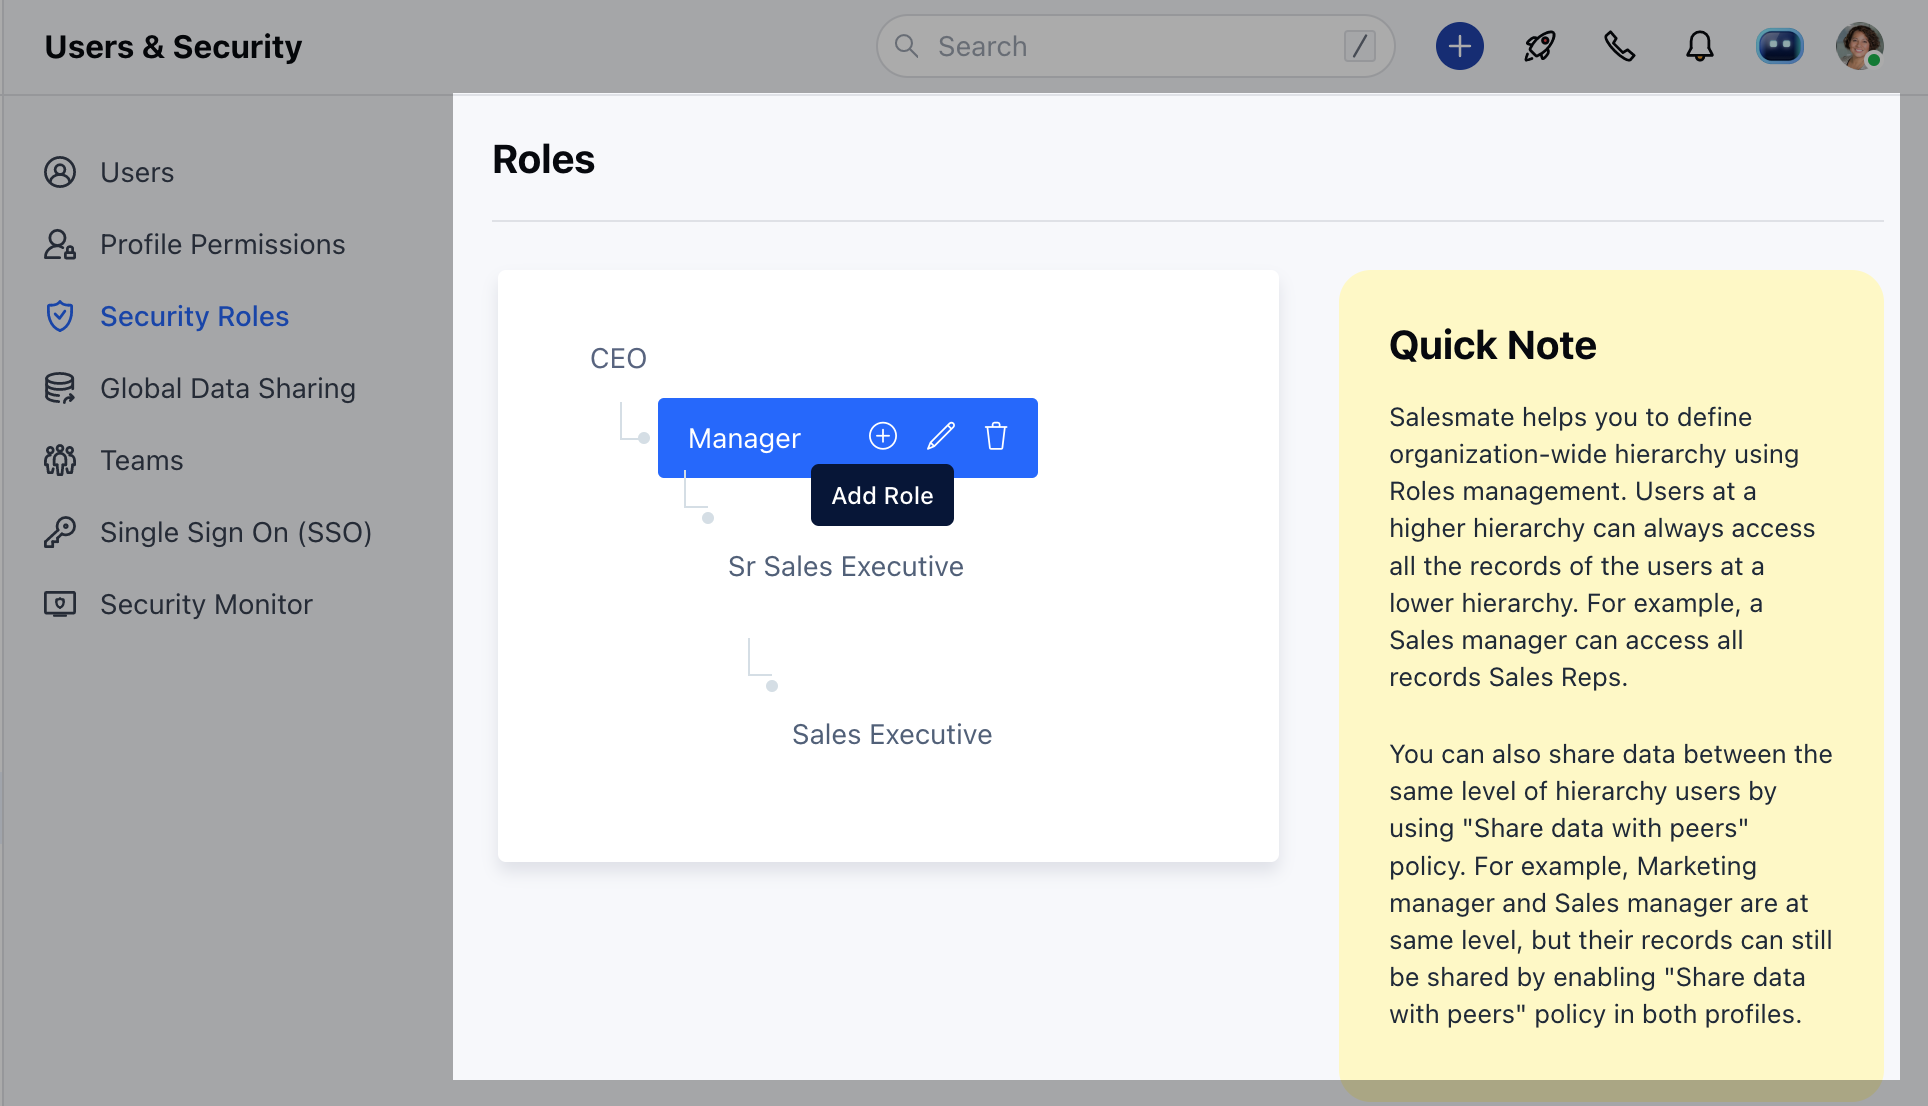 Users & Security
Search
/
Users
Profile Permissions
Security Roles
Global Data Sharing
Teams
Single Sign On (SSO)
Security Monitor
Roles
CEO
Manager
Add Role
Sr Sales Executive
Sales Executive
Quick Note
Salesmate helps you to define
organization-wide hierarchy using
Roles management. Users at a
higher hierarchy can always access
all the records of the users at a
lower hierarchy. For example, a
Sales manager can access all
records Sales Reps.
You can also share data between the
same level of hierarchy users by
using "Share data with peers"
policy. For example, Marketing
manager and Sales manager are at
same level, but their records can still
be shared by enabling "Share data
with peers" policy in both profiles.